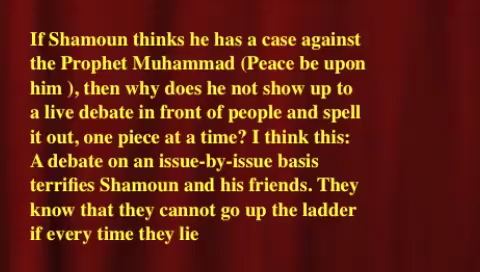 If Shamoun thinks he has a case against
the Prophet Muhammad (Peace be upon
him ), then why does he not show up to
a live debate in front of people and spell
it out, one piece at a time? I think this:
A debate on an issue-by-issue basis
terrifies Shamoun and his friends. They
know that they cannot go up the ladder
if every time they lie